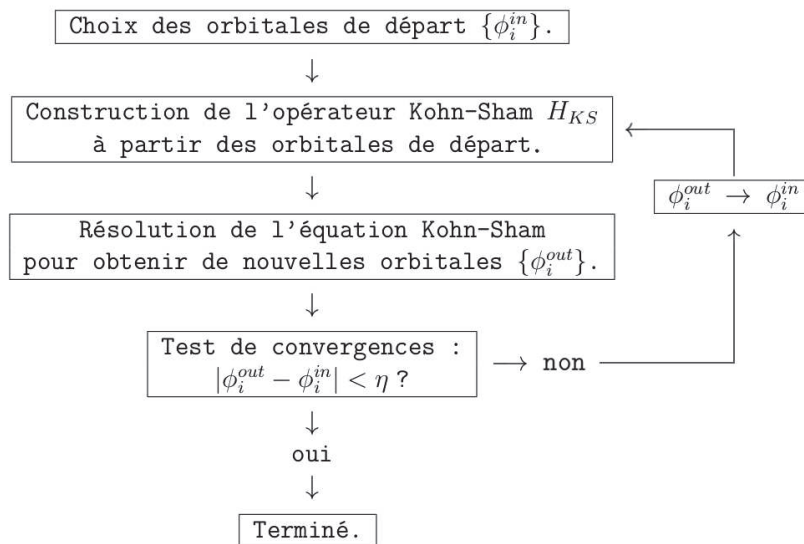 Choix des orbitales de départ {ϕ_i^{in}}.
↓
Construction de l'opérateur Kohn-Sham H_{KS}
à partir des orbitales de départ.
ϕ_i^{out} → ϕ_i^{in}
↓
Résolution de l'équation Kohn-Sham
pour obtenir de nouvelles orbitales {ϕ_i^{out}}.
↓
Test de convergences :
|ϕ_i^{out} − ϕ_i^{in}| < η ?
→ non
↓
oui
↓
Terminé.